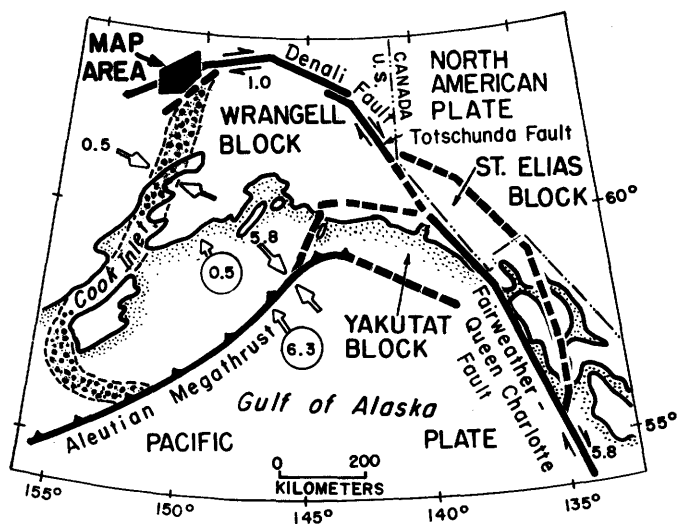 MAP
AREA
1.0
Denali Fault
CANADA
U.S.
NORTH
AMERICAN
PLATE
WRANGELL
BLOCK
Totschunda Fault
0.5
ST. ELIAS
BLOCK
60°
5.8
0.5
Cook Inlet
YAKUTAT
BLOCK
6.3
Fairweather -
Queen Charlotte
Fault
Aleutian Megathrust
Gulf of Alaska
PACIFIC
PLATE
55°
5.8
0 200
KILOMETERS
155°
150°
145°
140°
135°